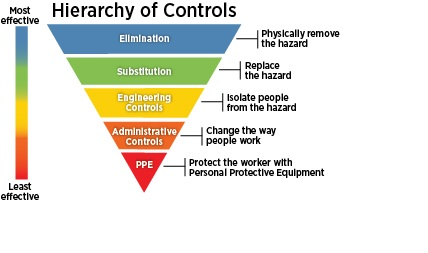 Hierarchy of Controls
Most
effective
Elimination
Physically remove
the hazard
Substitution
Replace
the hazard
Engineering
Controls
Isolate people
from the hazard
Administrative
Controls
Change the way
people work
PPE
Protect the worker with
Personal Protective Equipment
Least
effective